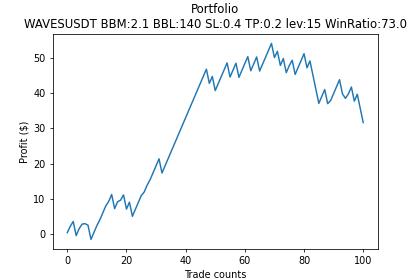 Portfolio
WAVESUSDT BBM:2.1 BBL:140 SL:0.4 TP:0.2 lev:15 WinRatio:73.0
50
40
30
20
10
0
Profit ($)
0 20 40 60 80 100
Trade counts